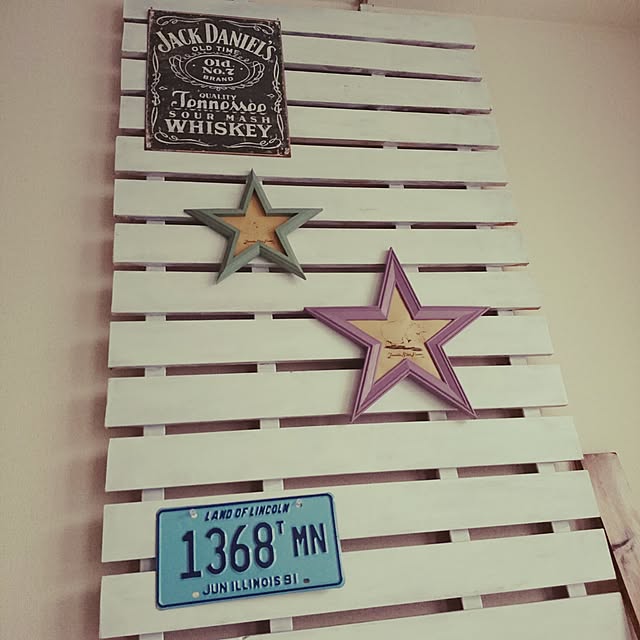 JACK DANIEL'S
OLD TIME
Old
No.7
BRAND
QUALITY
Tennessee
SOUR MASH
WHISKEY
LAND OF LINCOLN
1368T MN
JUN ILLINOIS 91